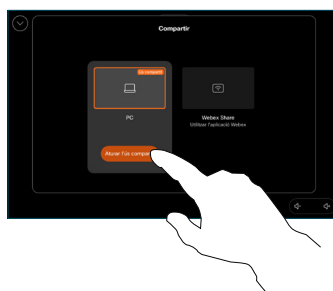 Compartir
PC
Webex Share
Utilitzar l'aplicació Webex
Aturar l'ús